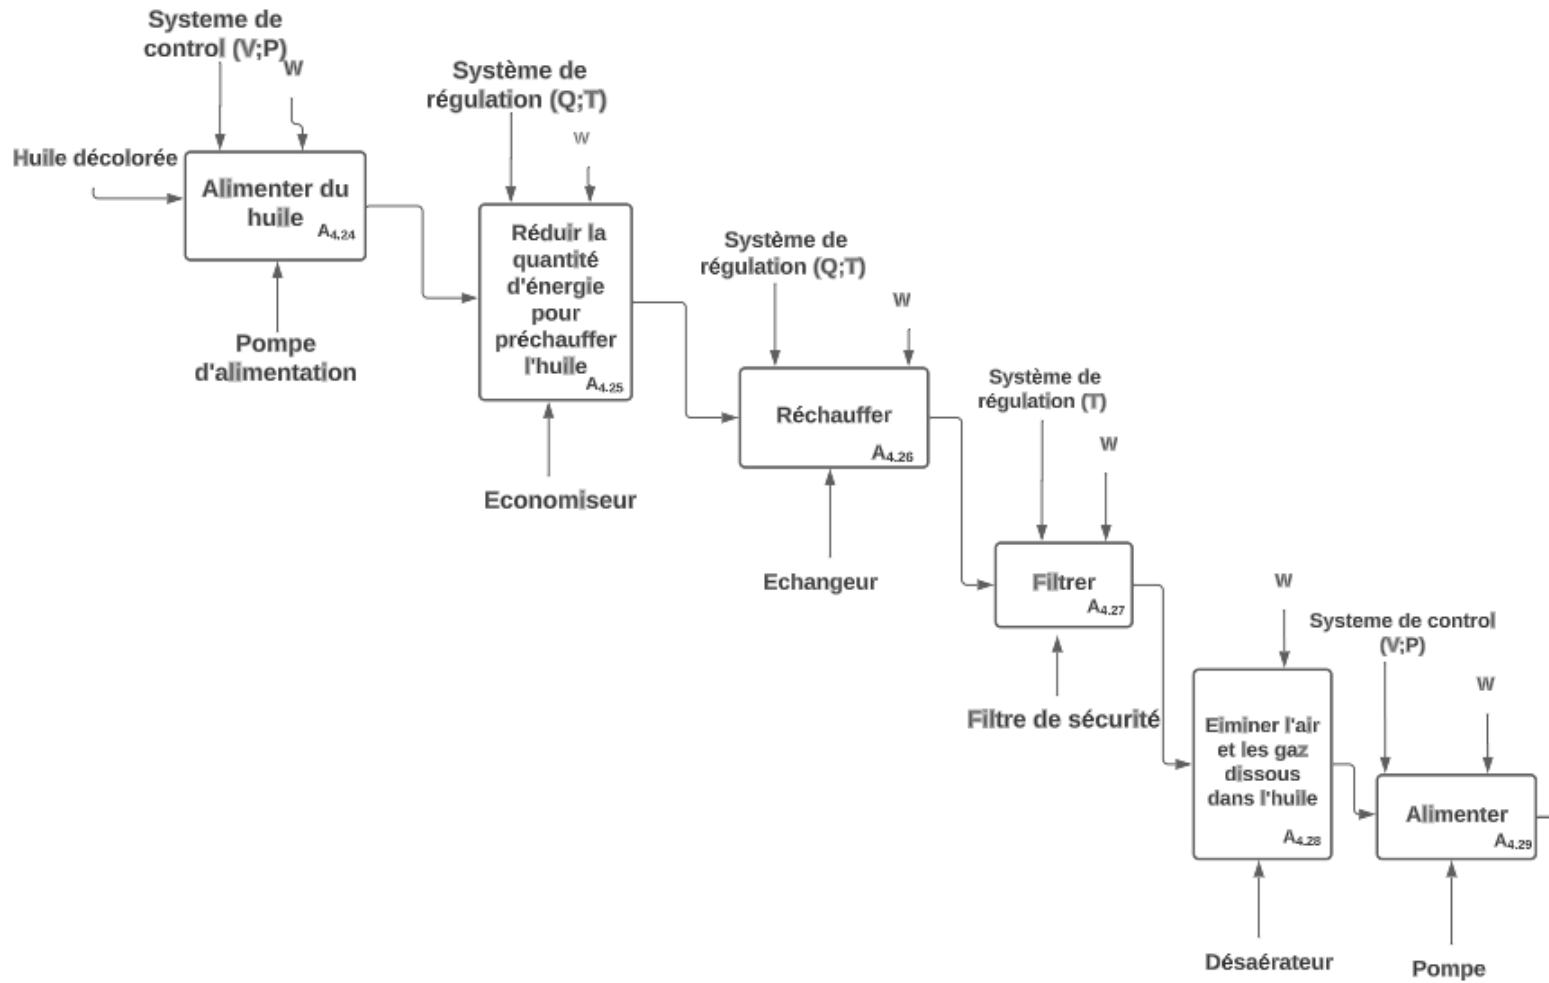 Systeme de
control (V;P)
W
Huile décolorée
Alimenter du
huile
A4.24
Pompe
d'alimentation
Système de
régulation (Q;T)
W
Réduir la
quantité
d'énergie
pour
préchauffer
l'huile
A4.25
Economiseur
Système de
régulation (Q;T)
W
Réchauffer
A4.26
Echangeur
Système de
régulation (T)
W
Filtrer
A4.27
Filtre de sécurité
W
Eiminer l'air
et les gaz
dissous
dans l'huile
A4.28
Désaérateur
Systeme de control
(V;P)
W
Alimenter
A4.29
Pompe